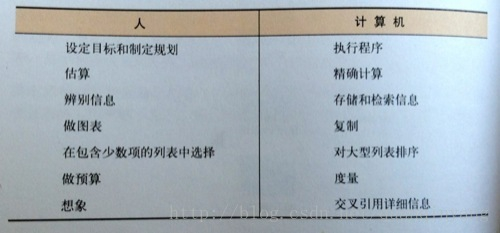 人 计算机
设定目标和制定规划 执行程序
估算 精确计算
辨别信息 存储和检索信息
做图表 复制
在包含少数项的列表中选择 对大型列表排序
做预算 度量
想象 交叉引用详细信息